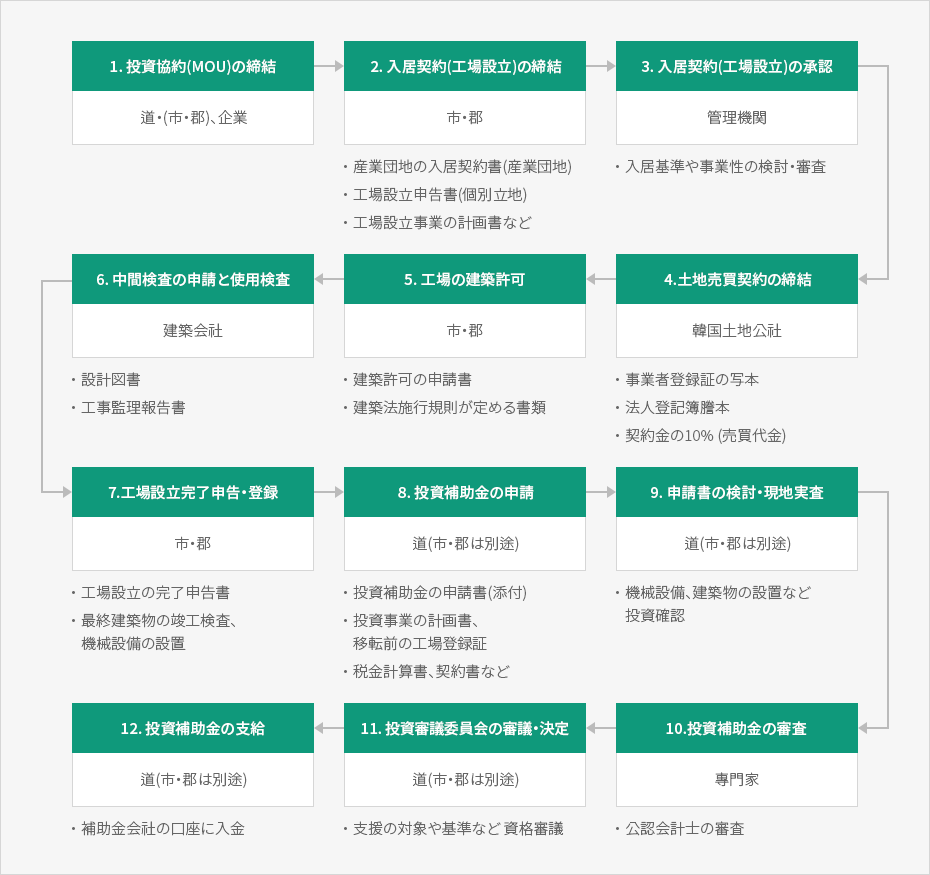 1. 投資協約(MOU)の締結
道・(市・郡)、企業
2. 入居契約(工場設立)の締結
市・郡
・産業団地の入居契約書(産業団地)
・工場設立申告書(個別立地)
・工場設立事業の計画書など
3. 入居契約(工場設立)の承認
管理機関
・入居基準や事業性の検討・審査
4.土地売買契約の締結
韓国土地公社
・事業者登録証の写本
・法人登記簿謄本
・契約金の10% (売買代金)
5. 工場の建築許可
市・郡
・建築許可の申請書
・建築法施行規則が定める書類
6. 中間検査の申請と使用検査
建築会社
・設計図書
・工事監理報告書
7.工場設立完了申告・登録
市・郡
・工場設立の完了申告書
・最終建築物の竣工検査、
機械設備の設置
8. 投資補助金の申請
道(市・郡は別途)
・投資補助金の申請書(添付)
・投資事業の計画書、
移転前の工場登録証
・税金計算書、契約書など
9. 申請書の検討・現地実査
道(市・郡は別途)
・機械設備、建築物の設置など
投資確認
10.投資補助金の審査
専門家
・公認会計士の審査
11. 投資審議委員会の審議・決定
道(市・郡は別途)
・支援の対象や基準など 資格審議
12. 投資補助金の支給
道(市・郡は別途)
・補助金会社の口座に入金